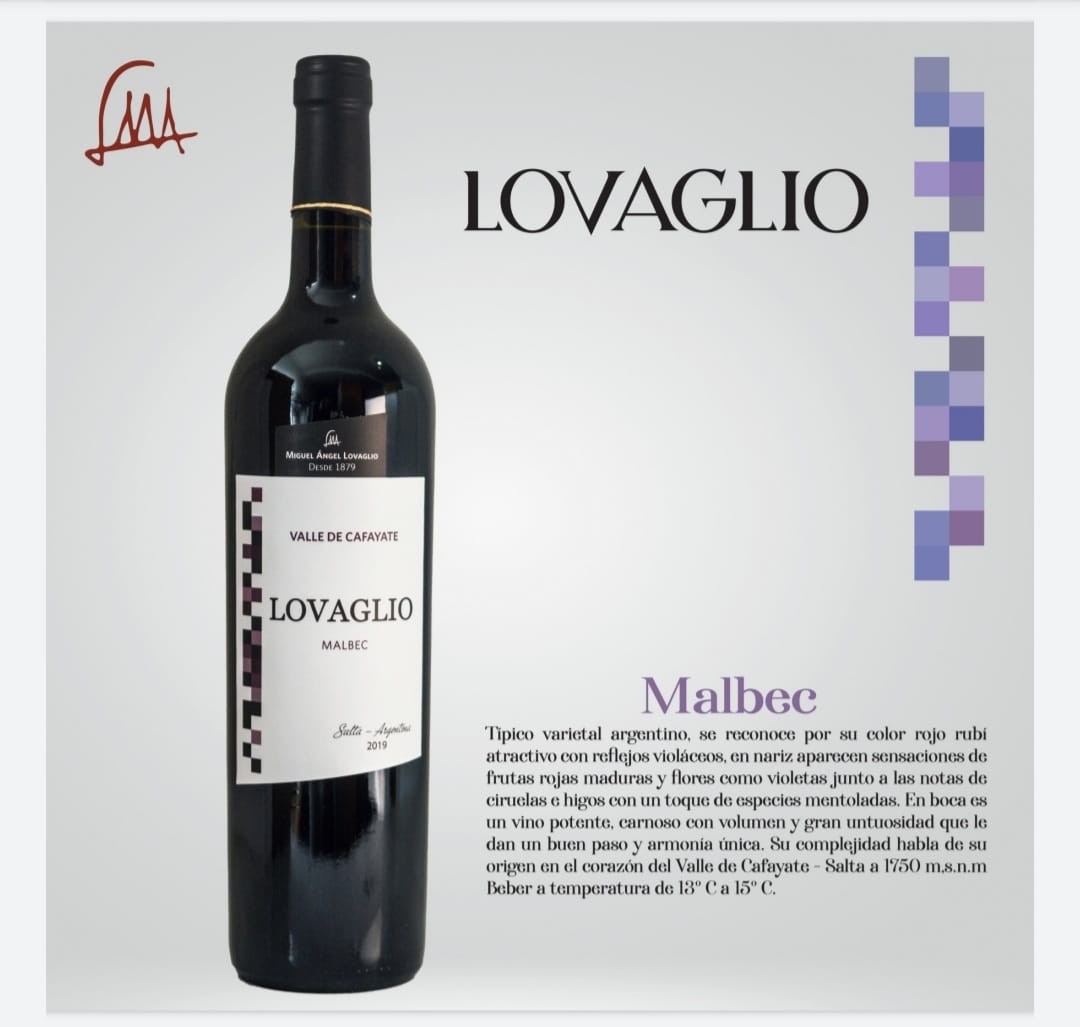 LOVAGLIO
MIGUEL ÁNGEL LOVAGLIO
DESDE 1879
VALLE DE CAFAYATE
LOVAGLIO
MALBEC
Salta - Argentina
2019
Malbec
Típico varietal argentino, se reconoce por su color rojo rubí
atractivo con reflejos violáceos, en nariz aparecen sensaciones de
frutas rojas maduras y flores como violetas junto a las notas de
ciruelas e higos con un toque de especies mentoladas. En boca es
un vino potente, carnoso con volumen y gran untuosidad que le
dan un buen paso y armonía única. Su complejidad habla de su
origen en el corazón del Valle de Cafayate - Salta a 1750 m.s.n.m
Beber a temperatura de 13º C a 15º C.